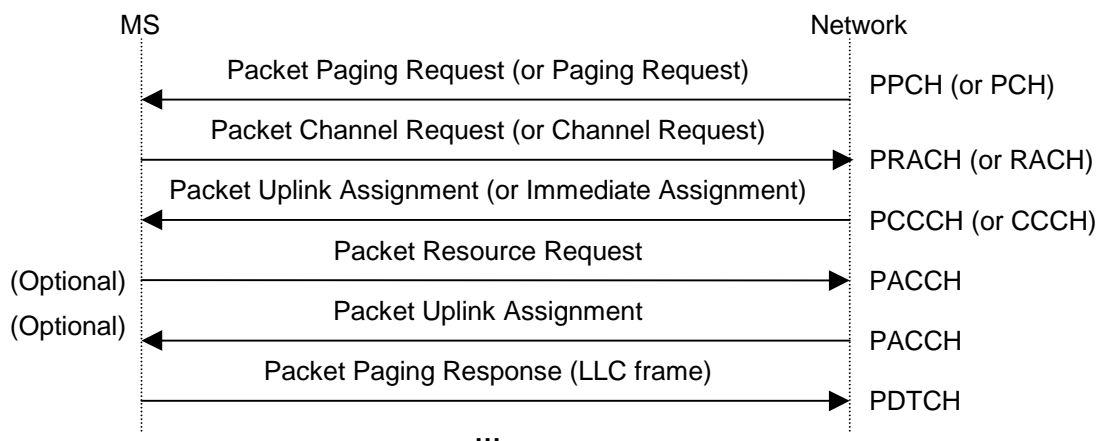 MS Network
Packet Paging Request (or Paging Request)
PPCH (or PCH)
Packet Channel Request (or Channel Request)
PRACH (or RACH)
Packet Uplink Assignment (or Immediate Assignment)
PCCCH (or CCCH)
Packet Resource Request
(Optional) PACCH
Packet Uplink Assignment
(Optional) PACCH
Packet Paging Response (LLC frame)
PDTCH
...